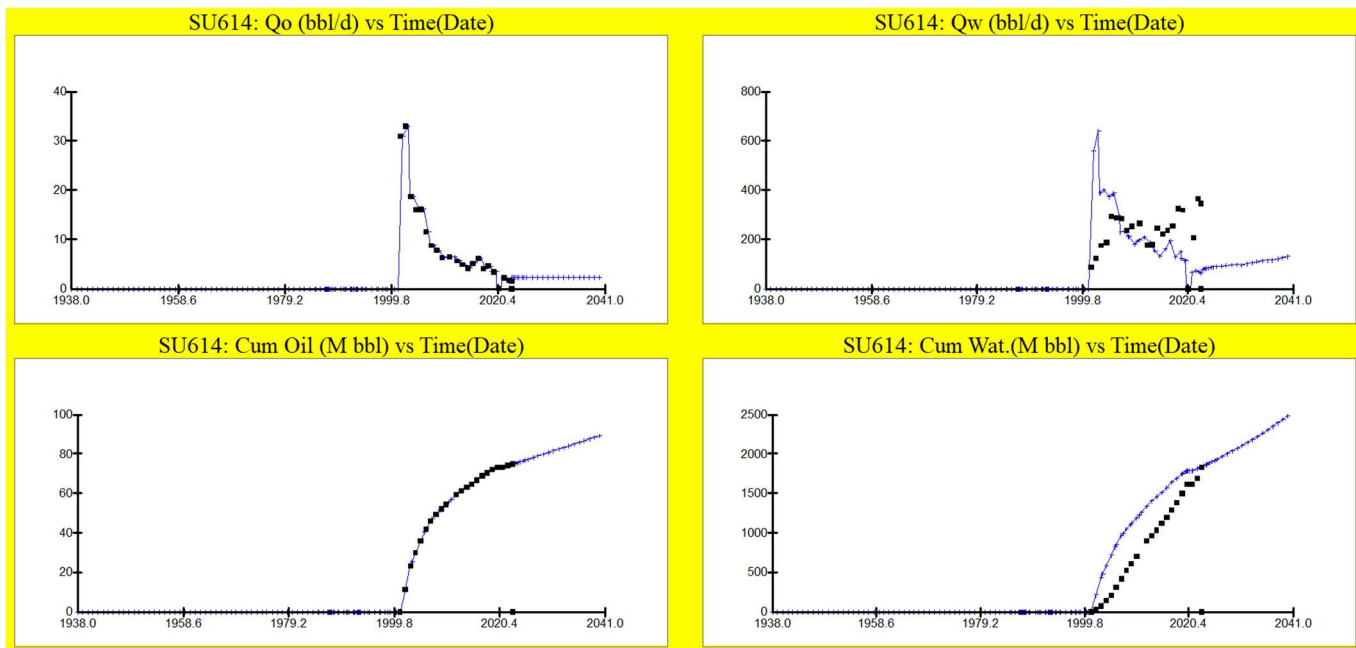 SU614: Qo (bbl/d) vs Time(Date)
40
30
20
10
0
1938.0 1958.6 1979.2 1999.8 2020.4 2041.0
SU614: Qw (bbl/d) vs Time(Date)
800
600
400
200
0
1938.0 1958.6 1979.2 1999.8 2020.4 2041.0
SU614: Cum Oil (M bbl) vs Time(Date)
100
80
60
40
20
0
1938.0 1958.6 1979.2 1999.8 2020.4 2041.0
SU614: Cum Wat.(M bbl) vs Time(Date)
2500
2000
1500
1000
500
0
1938.0 1958.6 1979.2 1999.8 2020.4 2041.0